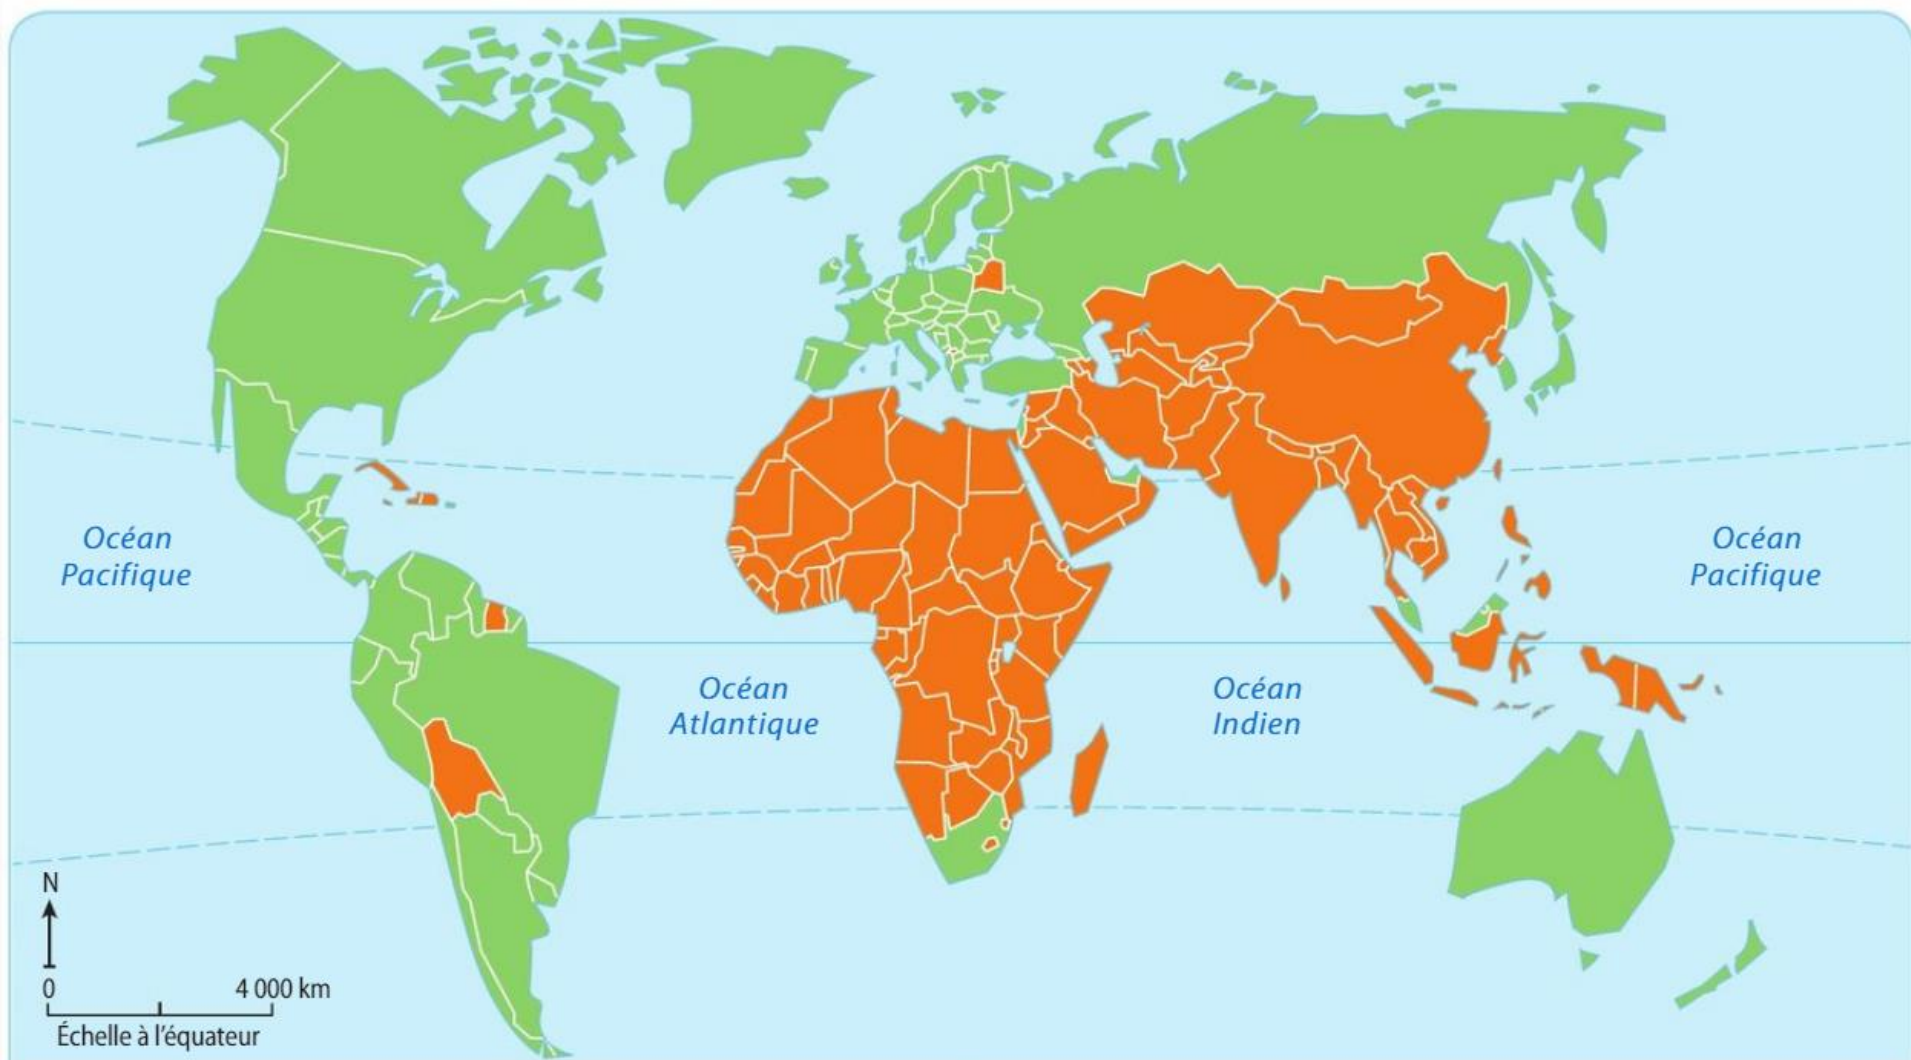 Océan
Pacifique
Océan
Atlantique
Océan
Indien
Océan
Pacifique
N
0 4 000 km
Échelle à l'équateur